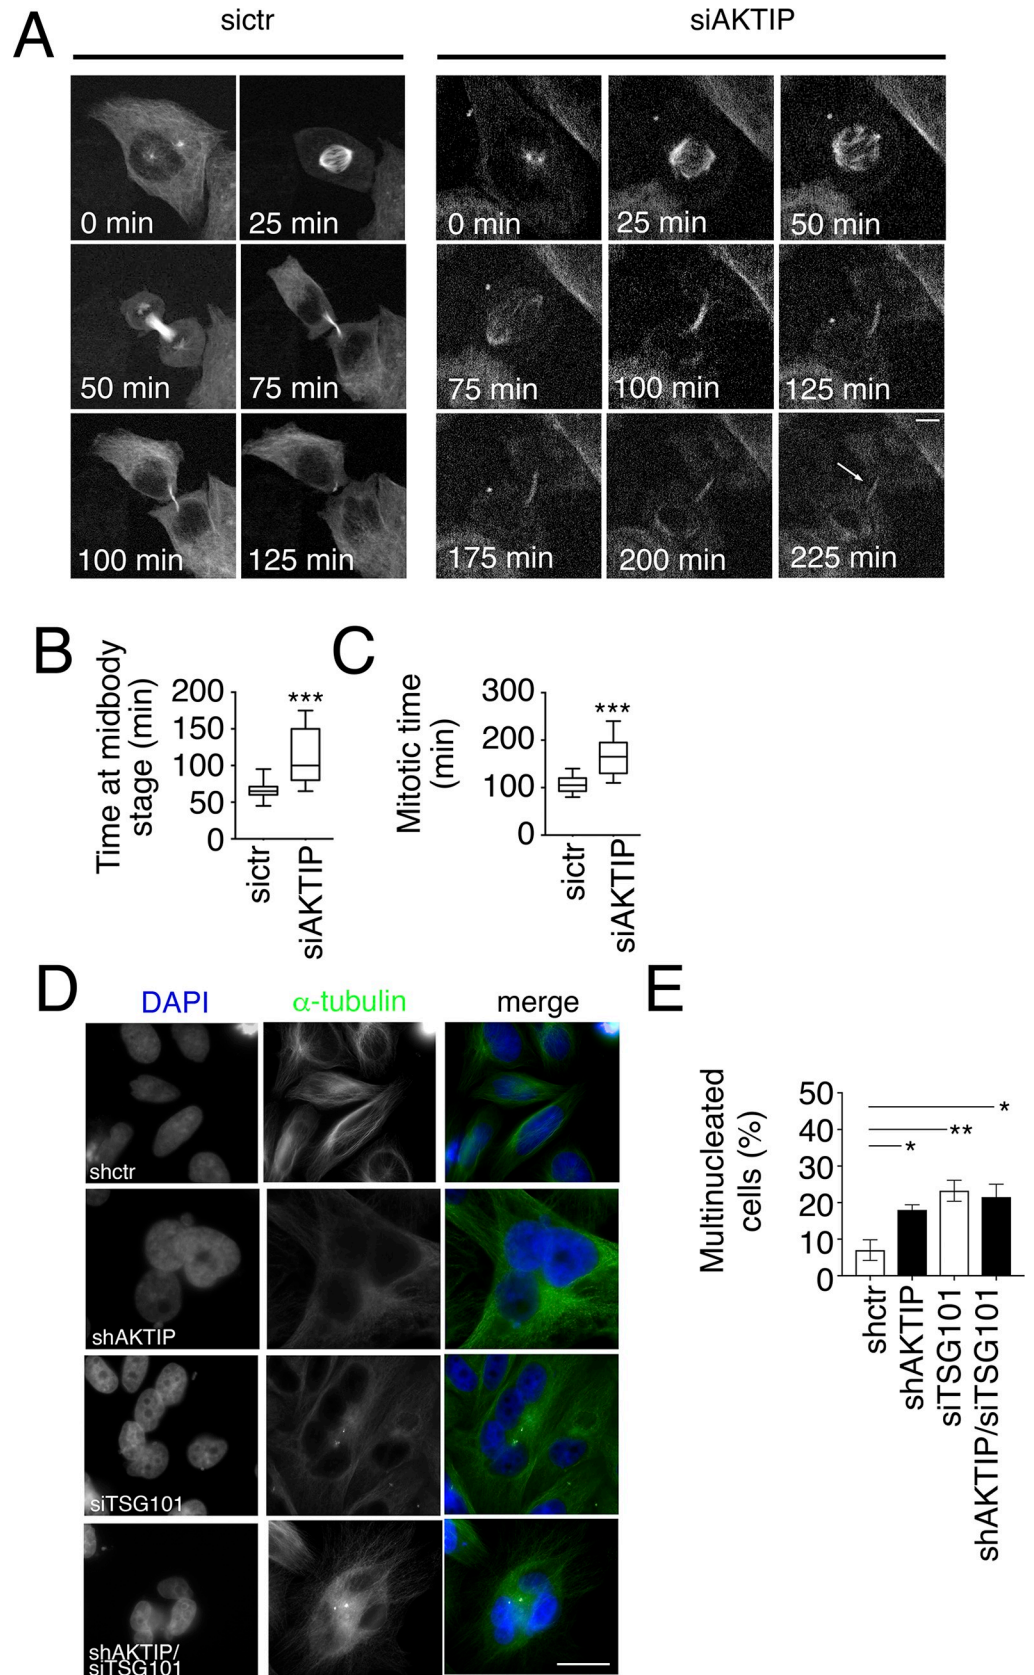 A
sictr
siAKTIP
0 min
25 min
0 min
25 min
50 min
50 min
75 min
75 min
100 min
125 min
100 min
125 min
175 min
200 min
225 min
B
Time at midbody
stage (min)
200
150
100
50
0
***
sictr
siAKTIP
C
Mitotic time
(min)
300
200
100
0
***
sictr
siAKTIP
D
DAPI
α-tubulin
merge
shctr
shAKTIP
siTSG101
shAKTIP/
siTSG101
E
Multinucleated
cells (%)
50
40
30
20
10
0
*
**
*
shctr
shAKTIP
siTSG101
shAKTIP/siTSG101